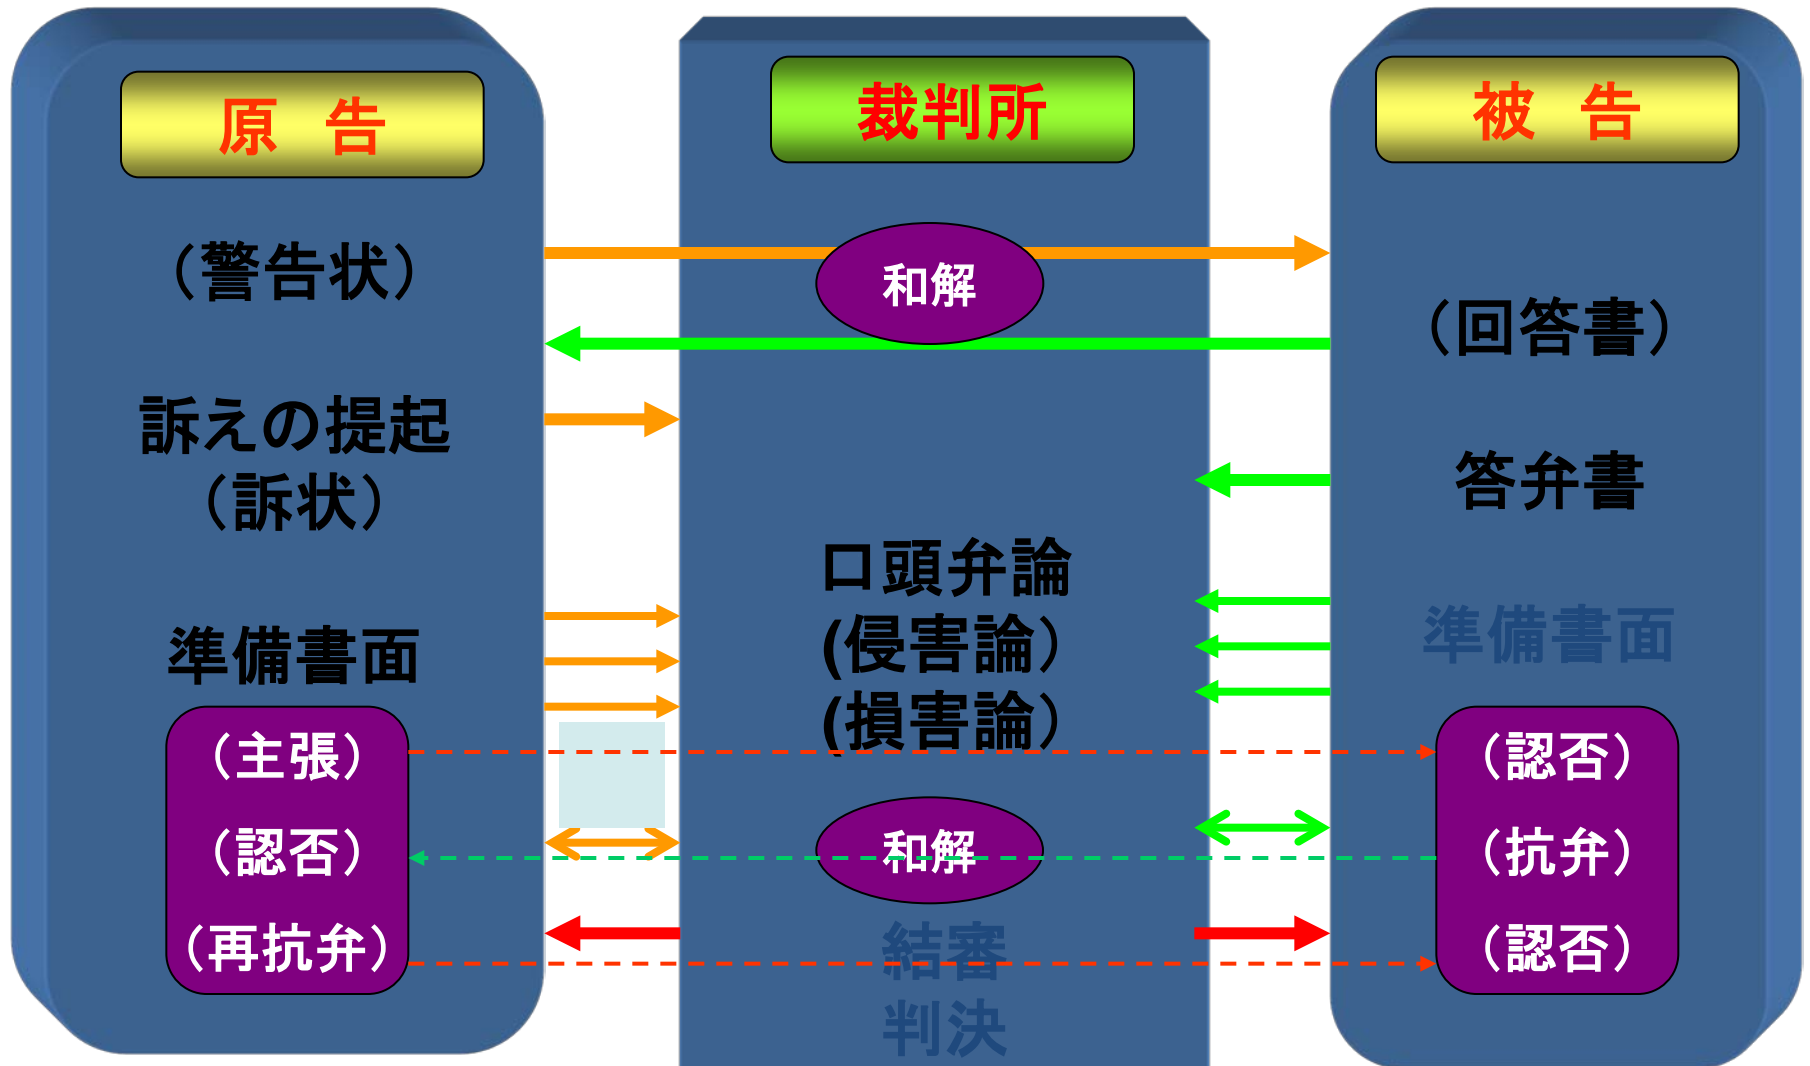 原 告
(警告状)
訴えの提起
(訴状)
準備書面
(主張)
(認否)
(再抗弁)
裁判所
和解
口頭弁論
(侵害論)
(損害論)
和解
結審
判決
被 告
(回答書)
答弁書
準備書面
(認否)
(抗弁)
(認否)